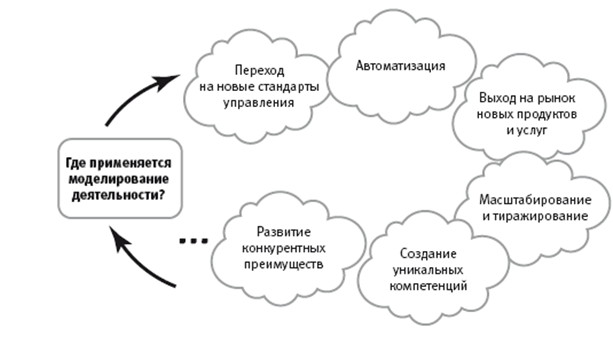 Где применяется
моделирование
деятельности?
Переход
на новые стандарты
управления
Автоматизация
Выход на рынок
новых продуктов
и услуг
Масштабирование
и тиражирование
Создание
уникальных
компетенций
Развитие
конкурентных
преимуществ
...